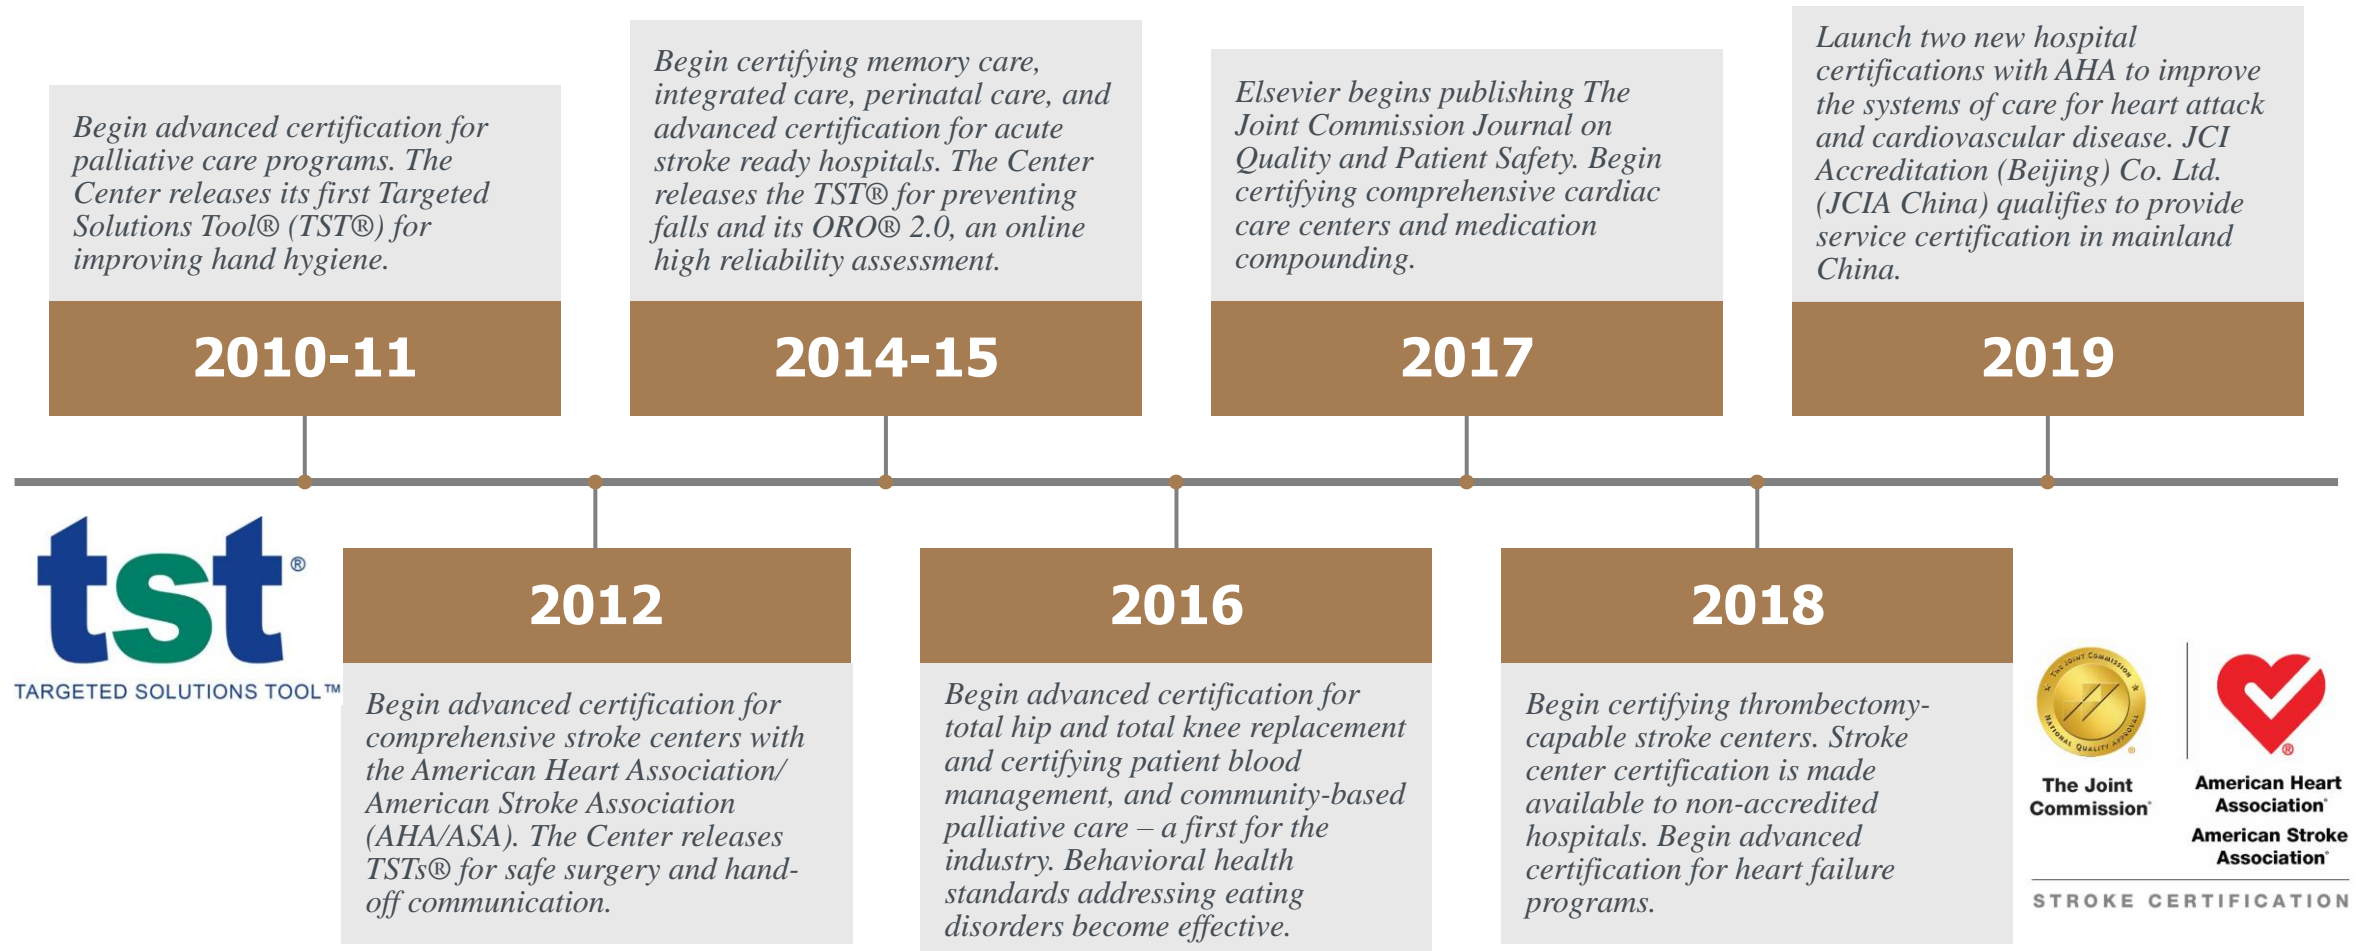 Begin advanced certification for
palliative care programs. The
Center releases its first Targeted
Solutions Tool® (TST®) for
improving hand hygiene.
2010-11
Begin certifying memory care,
integrated care, perinatal care, and
advanced certification for acute
stroke ready hospitals. The Center
releases the TST® for preventing
falls and its ORO® 2.0, an online
high reliability assessment.
2014-15
Elsevier begins publishing The
Joint Commission Journal on
Quality and Patient Safety. Begin
certifying comprehensive cardiac
care centers and medication
compounding.
2017
Launch two new hospital
certifications with AHA to improve
the systems of care for heart attack
and cardiovascular disease. JCI
Accreditation (Beijing) Co. Ltd.
(JCIA China) qualifies to provide
service certification in mainland
China.
2019
tst®
TARGETED SOLUTIONS TOOL™
2012
Begin advanced certification for
comprehensive stroke centers with
the American Heart Association/
American Stroke Association
(AHA/ASA). The Center releases
TSTs® for safe surgery and hand-
off communication.
2016
Begin advanced certification for
total hip and total knee replacement
and certifying patient blood
management, and community-based
palliative care – a first for the
industry. Behavioral health
standards addressing eating
disorders become effective.
2018
Begin certifying thrombectomy-
capable stroke centers. Stroke
center certification is made
available to non-accredited
hospitals. Begin advanced
certification for heart failure
programs.
The Joint Commission
National Quality Approval
®
The Joint
Commission®
®
American Heart
Association®
American Stroke
Association®
STROKE CERTIFICATION